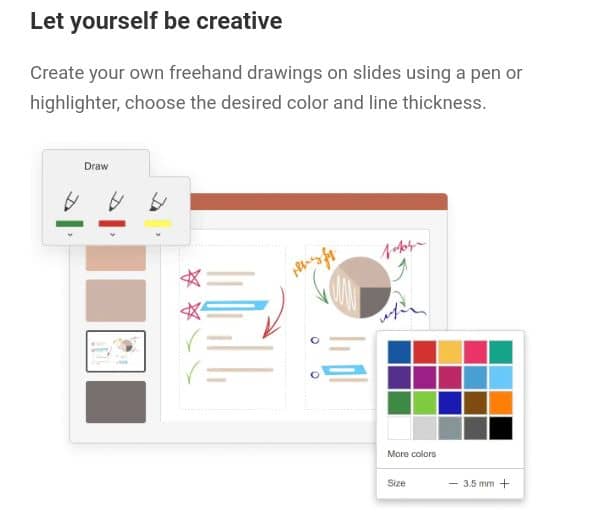 Let yourself be creative
Create your own freehand drawings on slides using a pen or
highlighter, choose the desired color and line thickness.
Draw
More colors
Size — 3.5 mm +